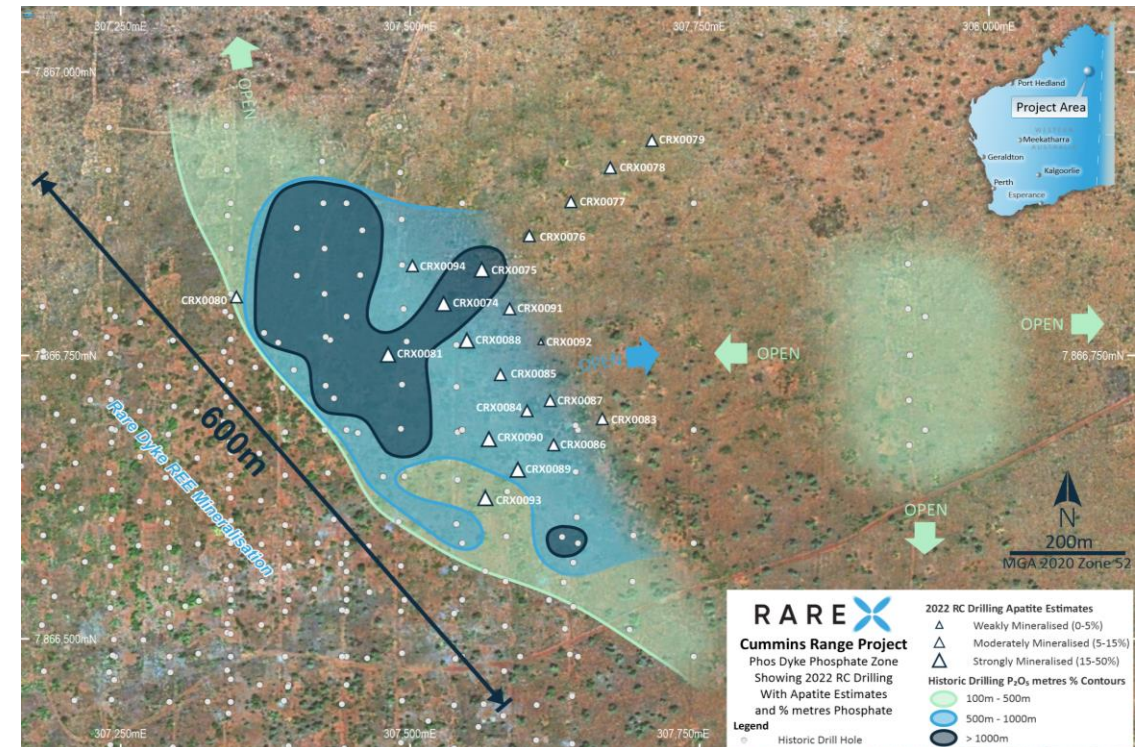 307,250mE
307,500mE
307,750mE
308,000mE
7,867,000mN
OPEN
CRX0079
CRX0078
CRX0077
CRX0076
CRX0094
CRX0075
CRX0080
CRX0074
CRX0091
CRX0088
CRX0092
CRX0081
7,866,750mN
OPEN
OPEN
OPEN
7,866,750mN
CRX0085
CRX0087
CRX0084
CRX0083
CRX0090
CRX0086
CRX0089
CRX0093
600m
Rare Dyke REE Mineralisation
OPEN
7,866,500mN
307,250mE
307,500mE
307,750mE
Port Hedland
Project Area
WESTERN
AUSTRALIA
Meekatharra
Geraldton
Kalgoorlie
Perth
Esperance
N
200m
MGA 2020 Zone 52
RAREX
Cummins Range Project
Phos Dyke Phosphate Zone
Showing 2022 RC Drilling
With Apatite Estimates
and % metres Phosphate
Legend
Historic Drill Hole
2022 RC Drilling Apatite Estimates
Weakly Mineralised (0-5%)
Moderately Mineralised (5-15%)
Strongly Mineralised (15-50%)
Historic Drilling P₂O₅ metres % Contours
100m - 500m
500m - 1000m
> 1000m